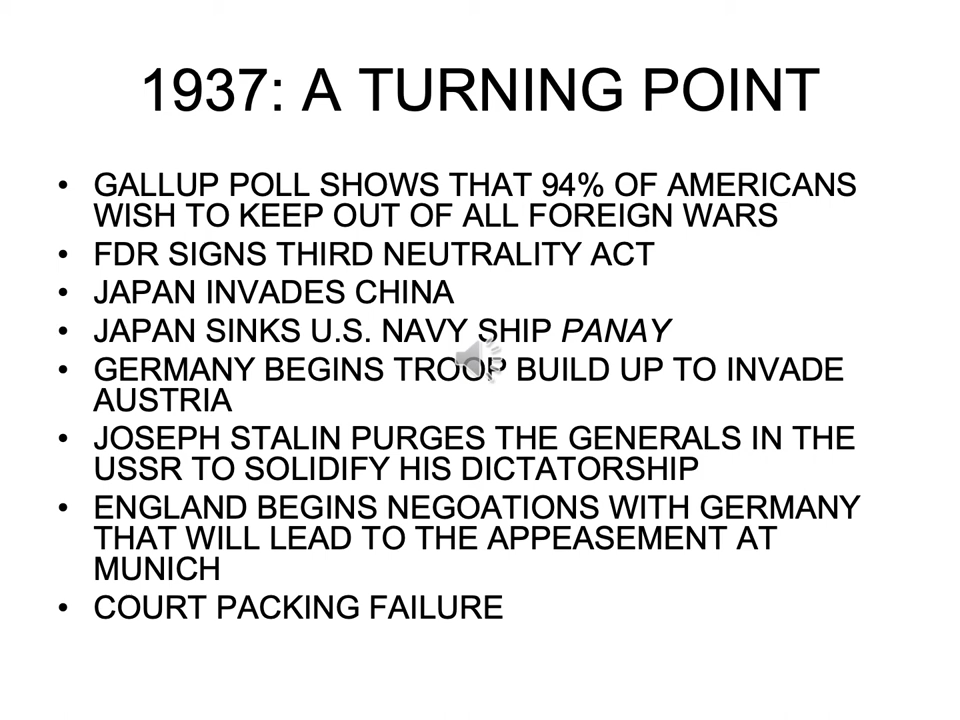 1937: A TURNING POINT
• GALLUP POLL SHOWS THAT 94% OF AMERICANS
WISH TO KEEP OUT OF ALL FOREIGN WARS
• FDR SIGNS THIRD NEUTRALITY ACT
• JAPAN INVADES CHINA
• JAPAN SINKS U.S. NAVY SHIP PANAY
• GERMANY BEGINS TROOP BUILD UP TO INVADE
AUSTRIA
• JOSEPH STALIN PURGES THE GENERALS IN THE
USSR TO SOLIDIFY HIS DICTATORSHIP
• ENGLAND BEGINS NEGOATIONS WITH GERMANY
THAT WILL LEAD TO THE APPEASEMENT AT
MUNICH
• COURT PACKING FAILURE